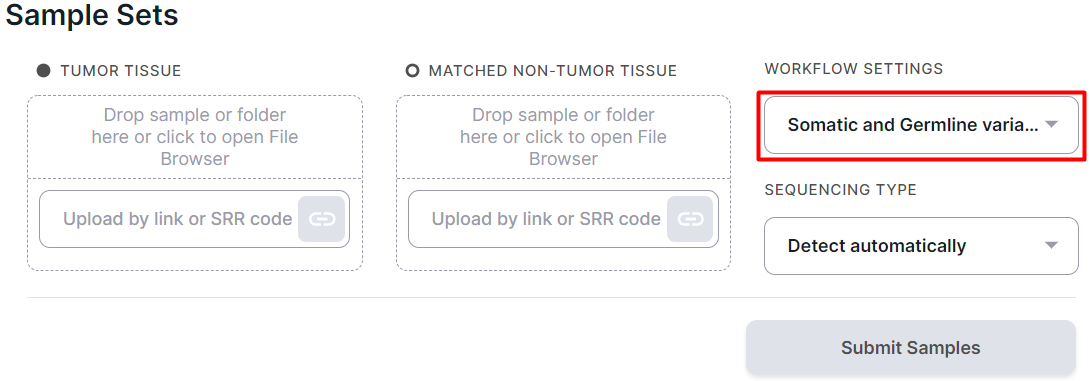 Sample Sets
TUMOR TISSUE
Drop sample or folder
here or click to open File
Browser
Upload by link or SRR code
MATCHED NON-TUMOR TISSUE
Drop sample or folder
here or click to open File
Browser
Upload by link or SRR code
WORKFLOW SETTINGS
Somatic and Germline varia...
SEQUENCING TYPE
Detect automatically
Submit Samples